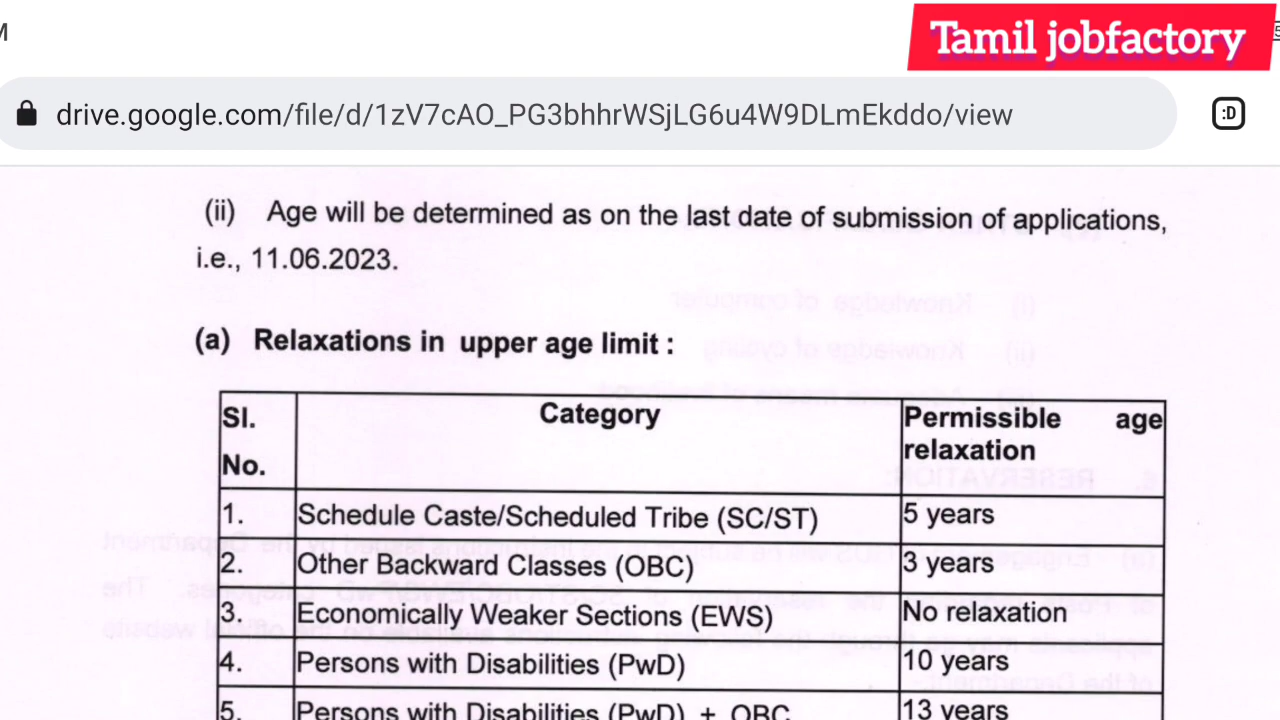 M
Tamil jobfactory
drive.google.com/file/d/1zV7cAO_PG3bhhrWSjLG6u4W9DLmEkddo/view
:D
(ii) Age will be determined as on the last date of submission of applications,
i.e., 11.06.2023.
(a) Relaxations in upper age limit :
Sl. No. Category Permissible age relaxation
1. Schedule Caste/Scheduled Tribe (SC/ST) 5 years
2. Other Backward Classes (OBC) 3 years
3. Economically Weaker Sections (EWS) No relaxation
4. Persons with Disabilities (PwD) 10 years
5. Persons with Disabilities (PwD) + OBC 13 years